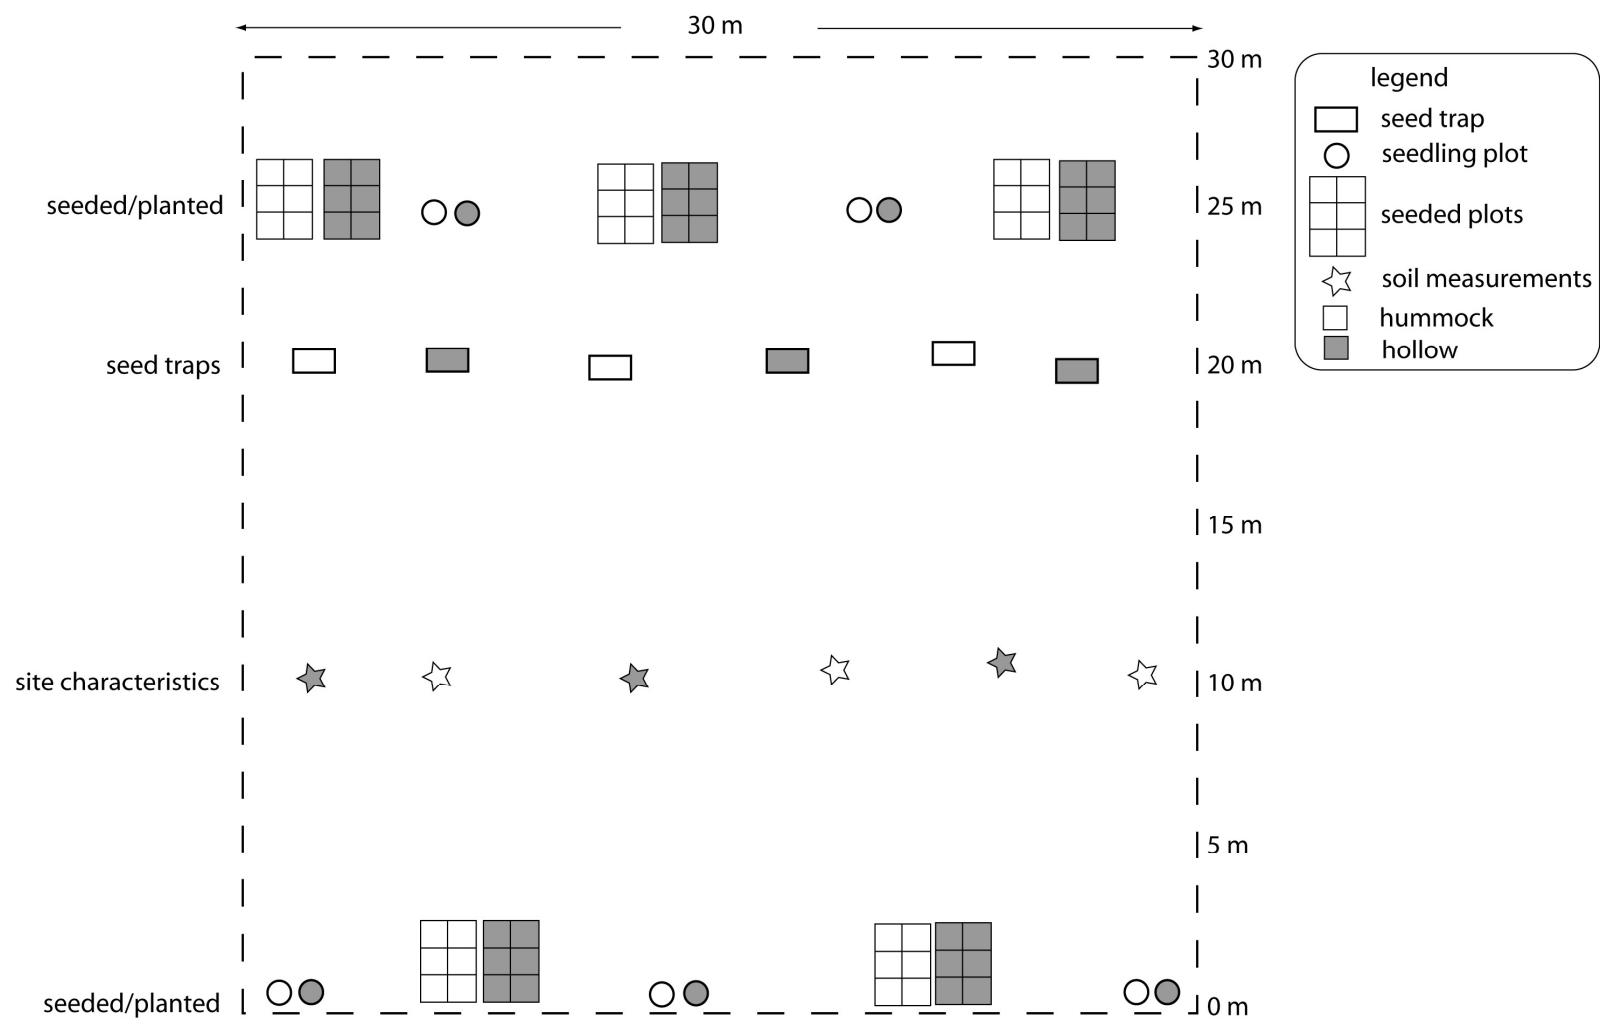 30 m
30 m
legend
seed trap
seedling plot
seeded plots
soil measurements
hummock
hollow
seeded/planted
25 m
seed traps
20 m
15 m
site characteristics
10 m
5 m
seeded/planted
0 m